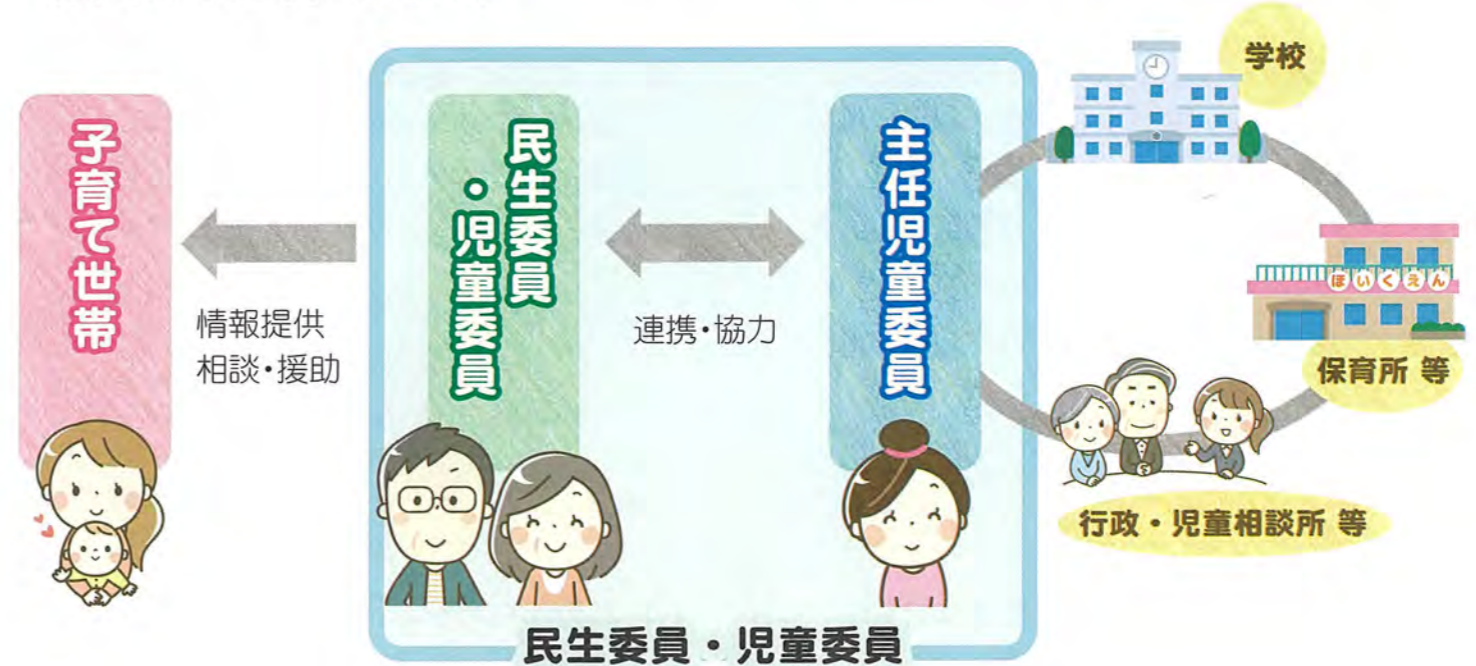 子育て世帯
情報提供
相談・援助
民生委員
・児童委員
連携・協力
主任児童委員
学校
ほいくえん
保育所 等
行政・児童相談所 等
民生委員・児童委員